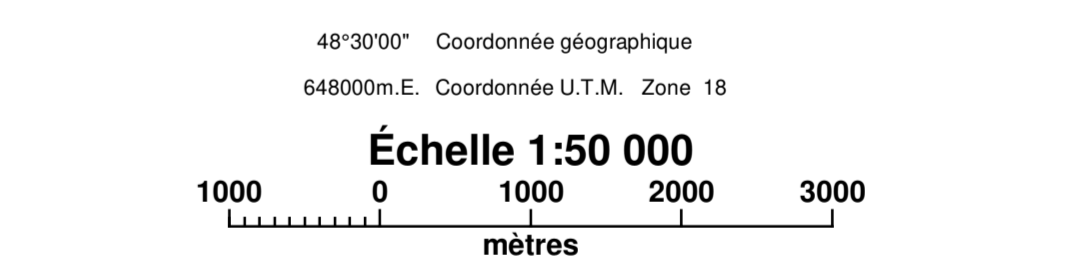 48°30'00" Coordonnée géographique
648000m.E. Coordonnée U.T.M. Zone 18
Échelle 1:50 000
1000 0 1000 2000 3000
mètres